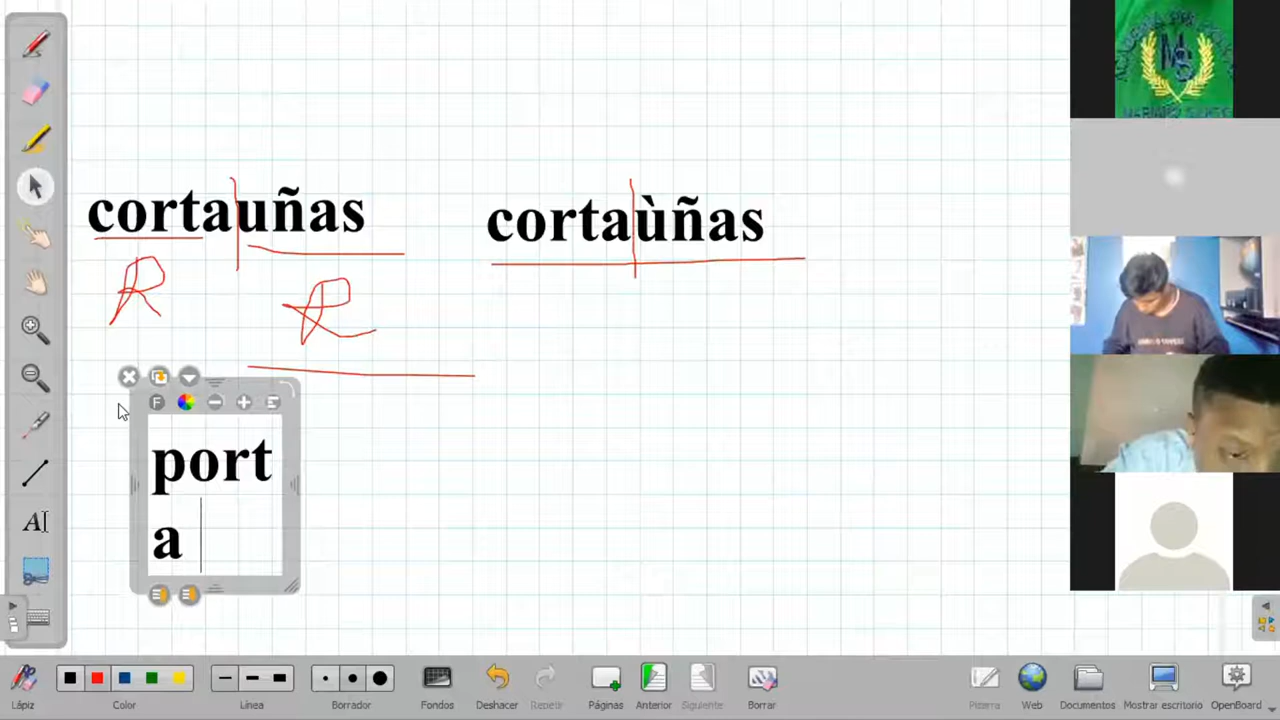 cortauñas
cortaùñas
R
R
port
a
F
A
Lápiz
Color
Línea
Borrador
Fondos
Deshacer
Repetir
Páginas
Anterior
Siguiente
Borrar
Pizarra
Web
Documentos
Mostrar escritorio
OpenBoard
MS